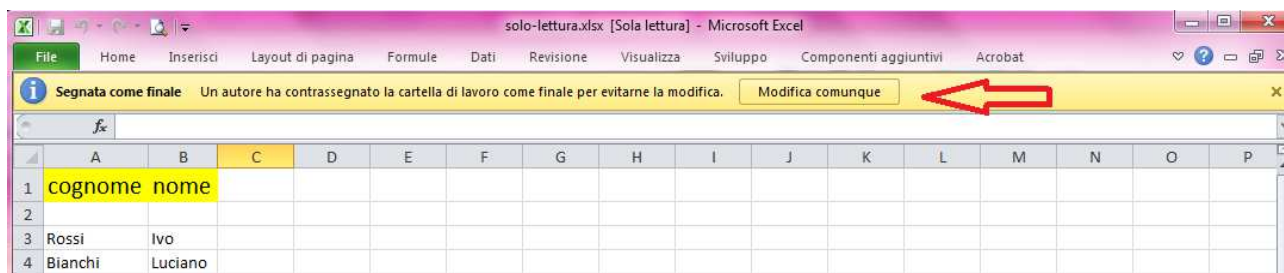 solo-lettura.xlsx [Sola lettura] - Microsoft Excel
File Home Inserisci Layout di pagina Formule Dati Revisione Visualizza Sviluppo Componenti aggiuntivi Acrobat
Segnata come finale Un autore ha contrassegnato la cartella di lavoro come finale per evitarne la modifica. Modifica comunque
fx
A B C D E F G H I J K L M N O P
1 cognome nome
2
3 Rossi Ivo
4 Bianchi Luciano